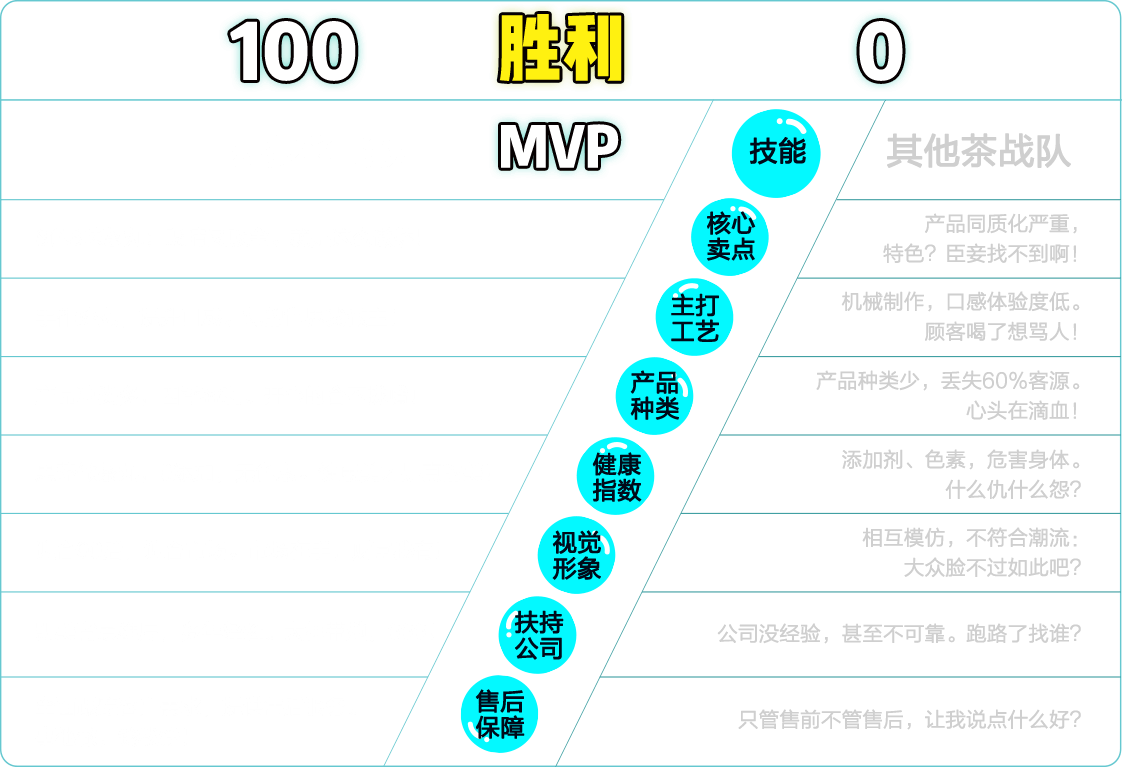 100 胜利 0
MVP 技能 其他茶战队
核心
卖点
产品同质化严重，
特色？臣妾找不到啊！
主打
工艺
机械制作，口感体验度低。
顾客喝了想骂人！
产品
种类
产品种类少，丢失60%客源。
心头在滴血！
健康
指数
添加剂、色素，危害身体。
什么仇什么怨？
视觉
形象
相互模仿，不符合潮流：
大众脸不过如此吧？
扶持
公司
公司没经验，甚至不可靠。跑路了找谁？
售后
保障
只管售前不管售后，让我说点什么好？